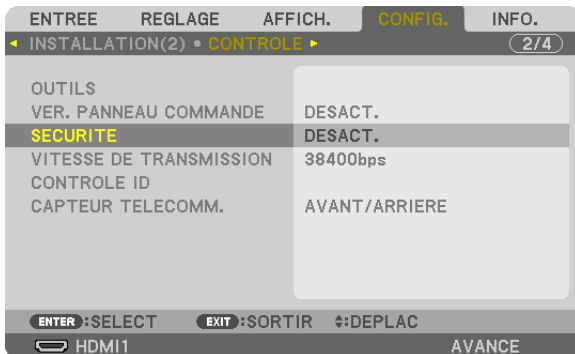 ENTREE REGLAGE AFFICH. CONFIG. INFO.
INSTALLATION(2) • CONTROLE 2/4
OUTILS
VER. PANNEAU COMMANDE DESACT.
SECURITE DESACT.
VITESSE DE TRANSMISSION 38400bps
CONTROLE ID
CAPTEUR TELECOMM. AVANT/ARRIERE
ENTER :SELECT EXIT :SORTIR :DEPLAC
HDMI1 AVANCE